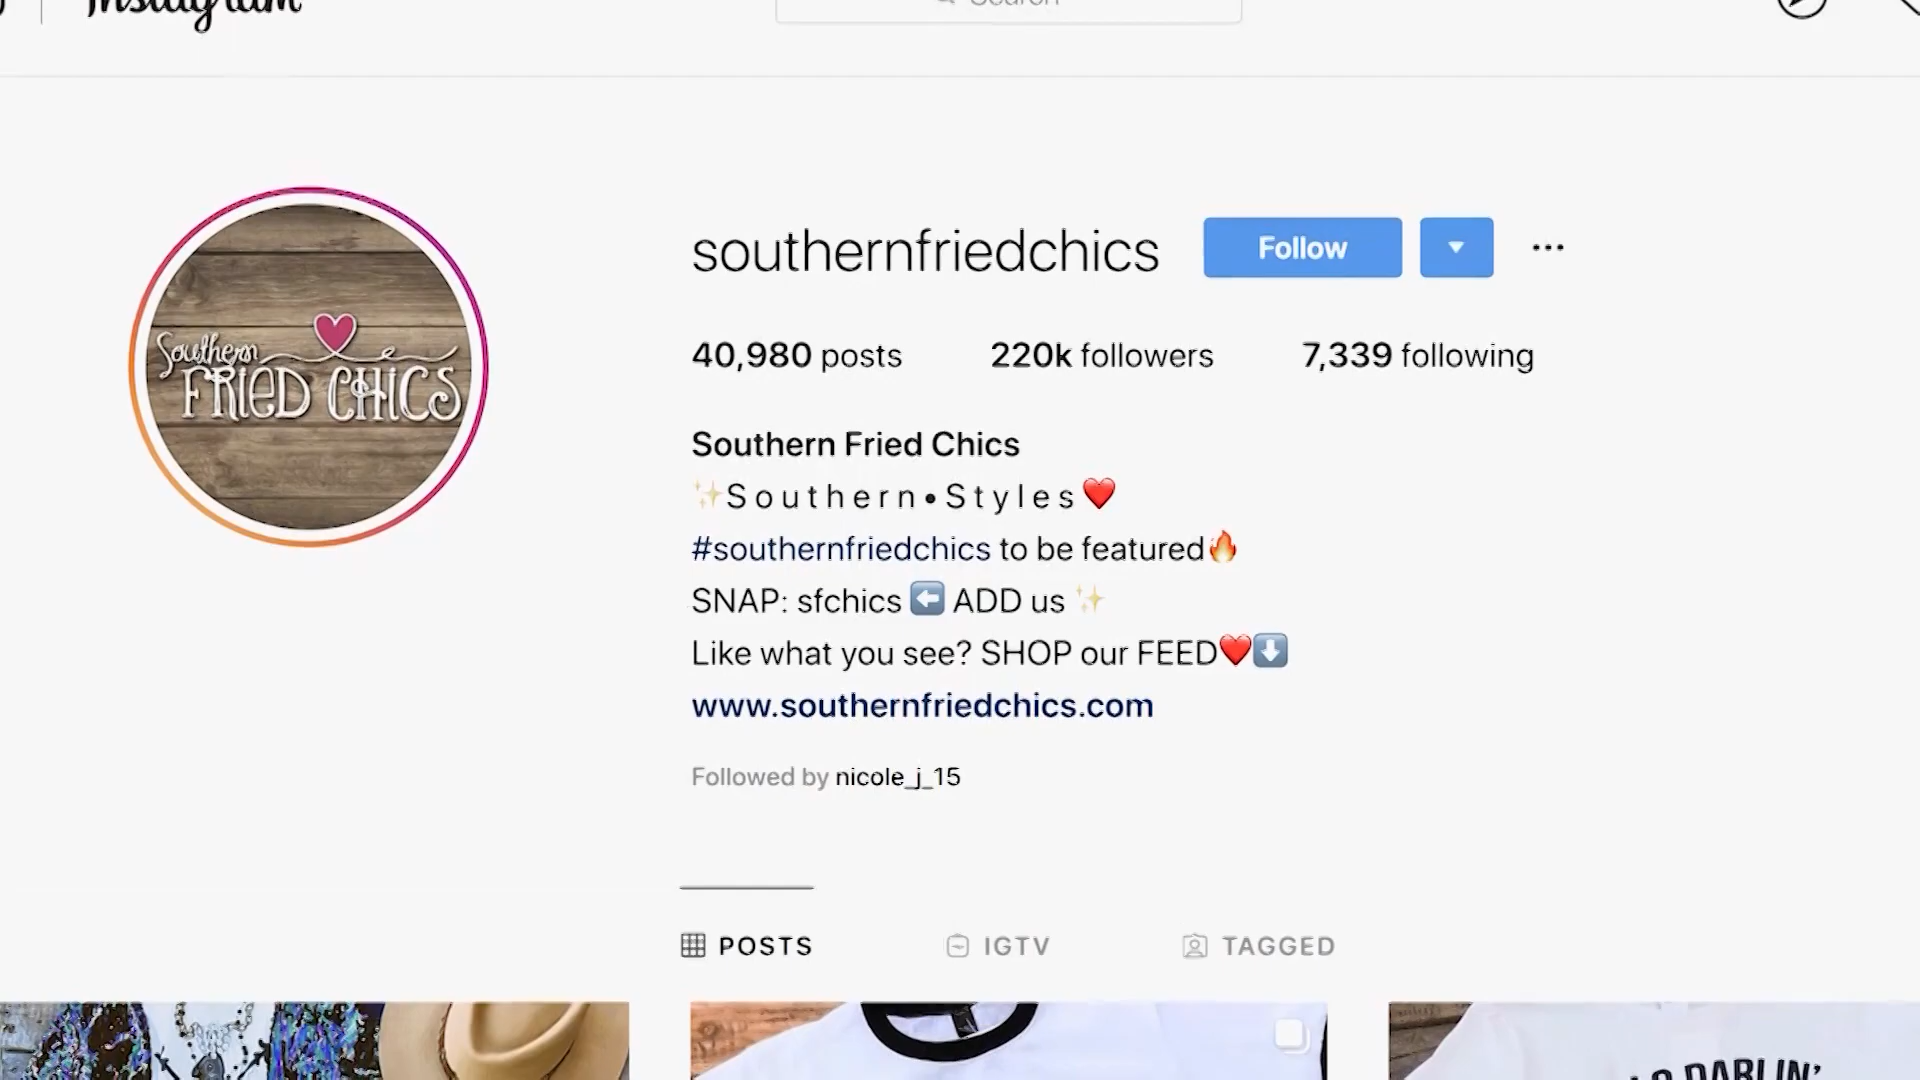 Instagram
Search
southernfriedchics Follow
40,980 posts 220k followers 7,339 following
Southern FRIED CHICS
Southern Fried Chics
✨Southern•Styles❤️
#southernfriedchics to be featured🔥
SNAP: sfchics ⬅️ ADD us ✨
Like what you see? SHOP our FEED❤️⬇️
www.southernfriedchics.com
Followed by nicole_j_15
POSTS IGTV TAGGED
DARLIN'